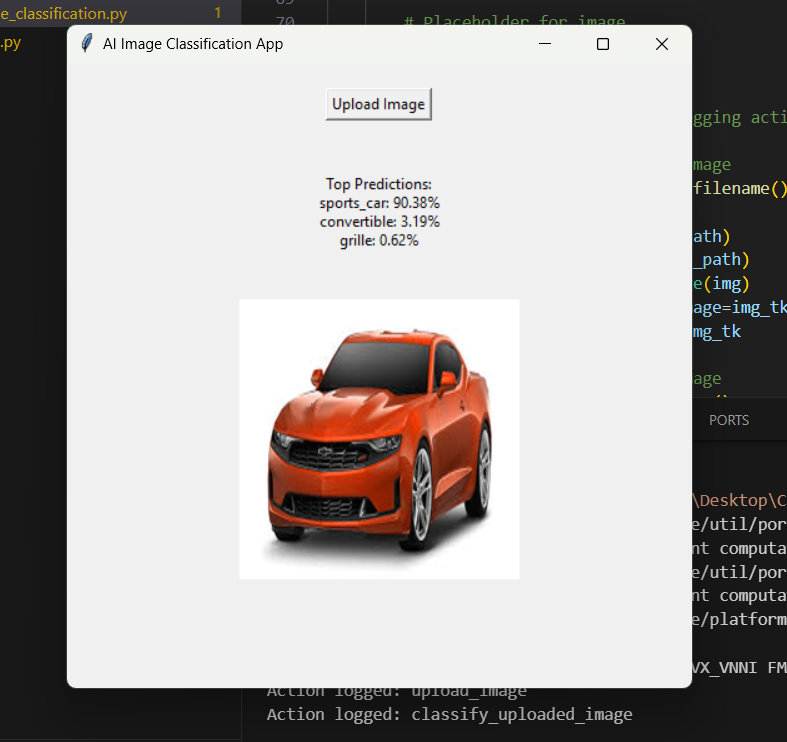 e_classification.py 1
.py
70 # Placeholder for image
AI Image Classification App
Upload Image
Top Predictions:
sports_car: 90.38%
convertible: 3.19%
grille: 0.62%
gging acti
mage
filename()
ath)
_path)
e(img)
age=img_tk
mg_tk
age
PORTS
\Desktop\C
e/util/por
nt computa
e/util/por
nt computa
e/platform
VX_VNNI FM
Action logged: upload_image
Action logged: classify_uploaded_image